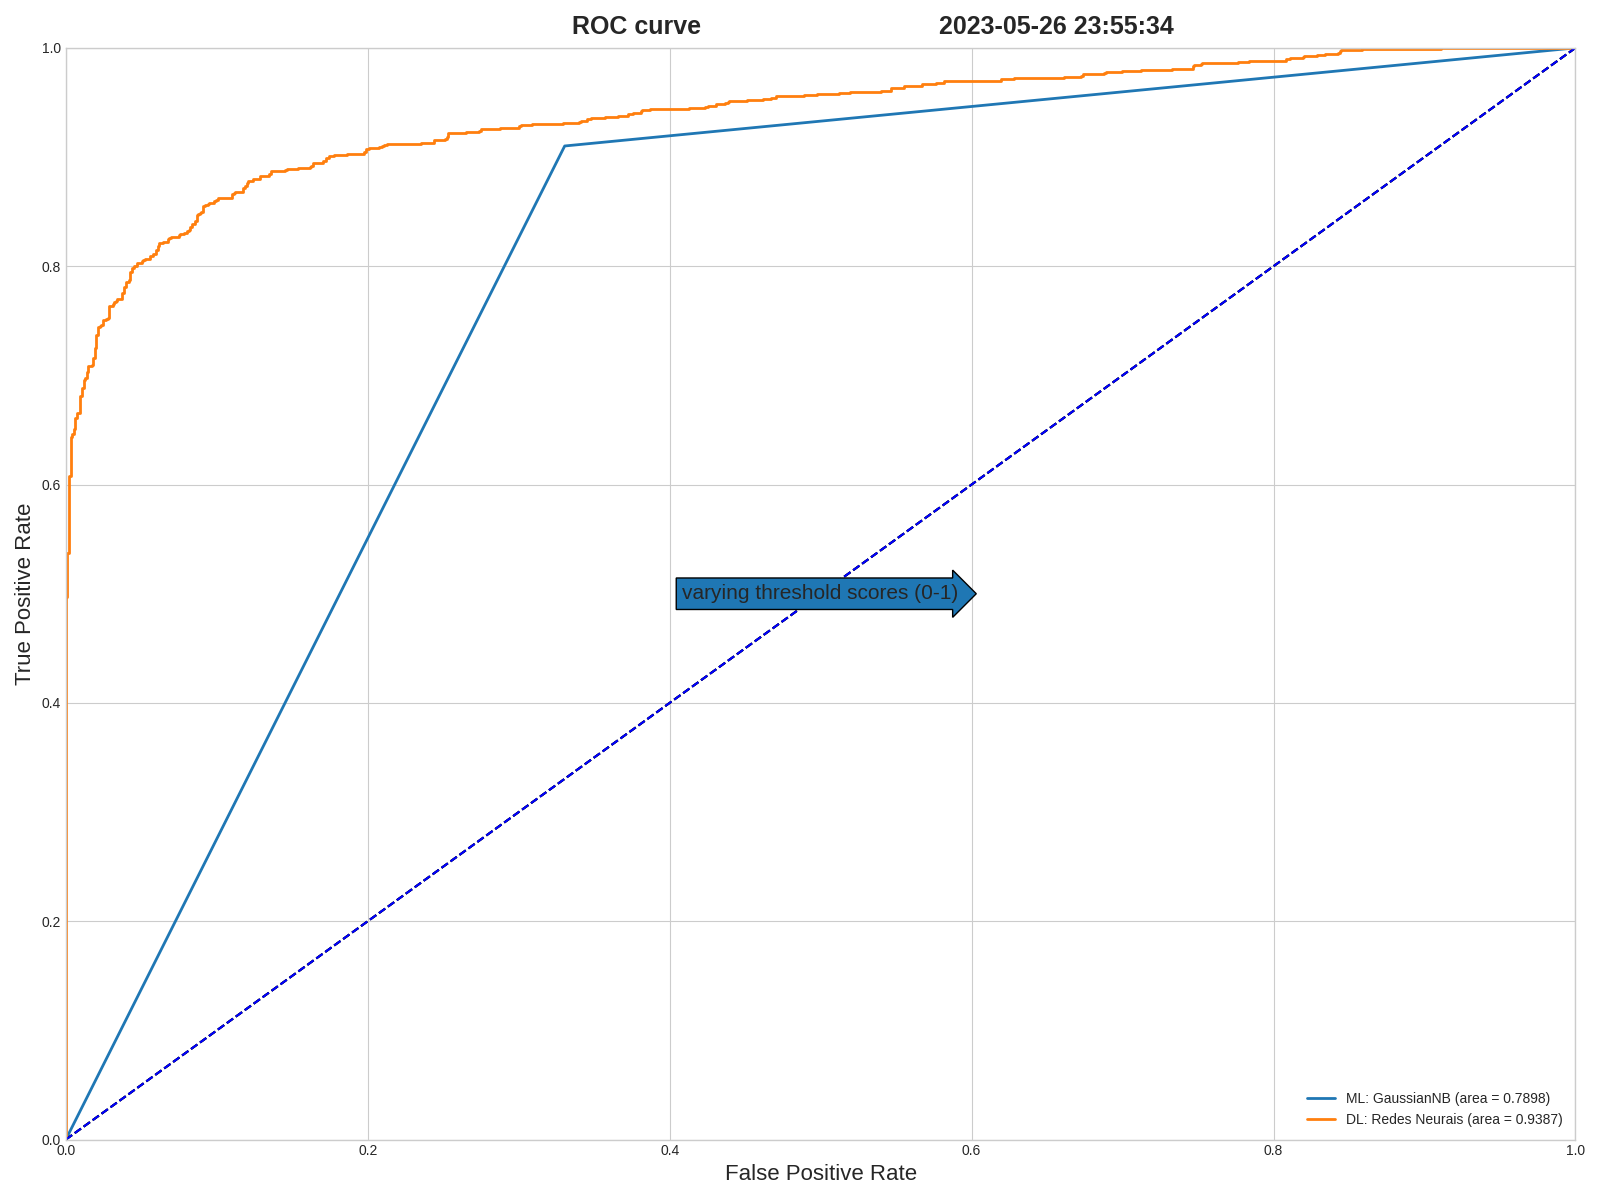 ROC curve 2023-05-26 23:55:34
1.0
0.8
0.6
0.4
0.2
0.0
True Positive Rate
varying threshold scores (0-1)
ML: GaussianNB (area = 0.7898)
DL: Redes Neurais (area = 0.9387)
0.0 0.2 0.4 0.6 0.8 1.0
False Positive Rate